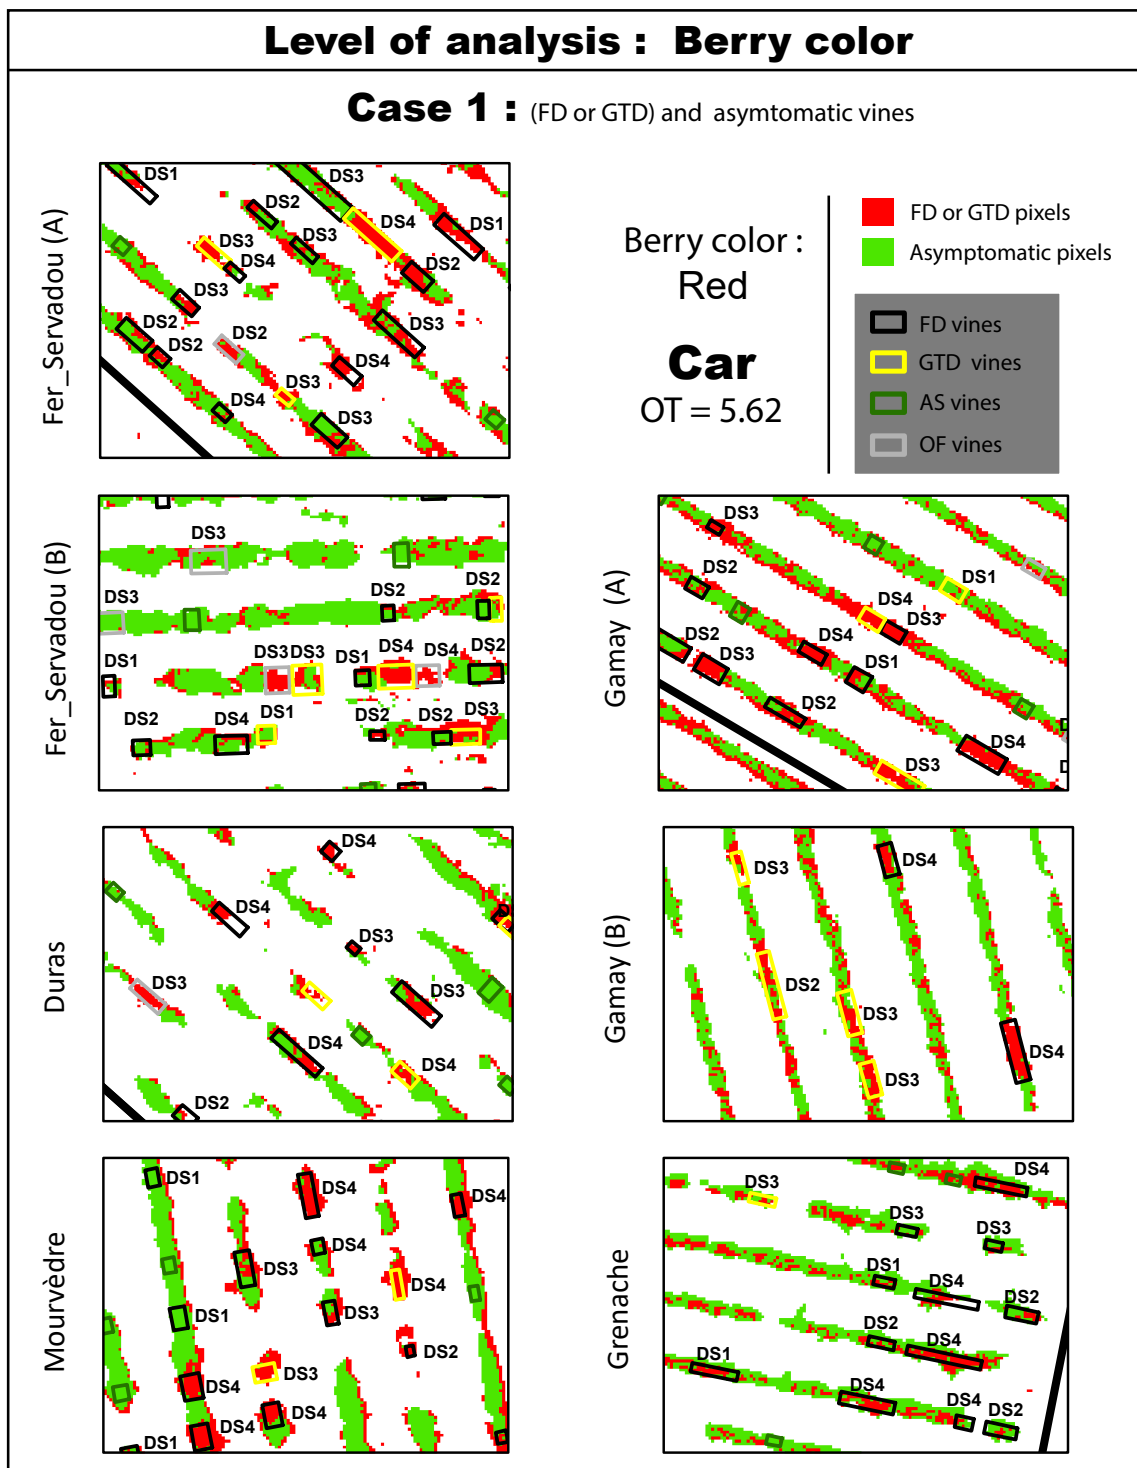 Level of analysis : Berry color
Case 1 : (FD or GTD) and asymtomatic vines
Fer_Servadou (A)
DS1
DS3
DS2
DS4
DS1
DS3
DS3
DS4
DS2
DS3
DS2
DS2
DS2
DS3
DS4
DS4
DS3
DS3
Berry color :
Red
Car
OT = 5.62
FD or GTD pixels
Asymptomatic pixels
FD vines
GTD vines
AS vines
OF vines
Fer_Servadou (B)
DS3
DS3
DS2
DS2
DS1
DS3
DS3
DS1
DS4
DS4
DS2
DS2
DS4
DS1
DS2
DS2
DS3
Gamay (A)
DS3
DS2
DS1
DS4
DS3
DS2
DS3
DS4
DS1
DS2
DS4
DS3
Duras
DS4
DS4
DS3
DS3
DS3
DS4
DS4
DS2
Gamay (B)
DS3
DS4
DS2
DS3
DS3
DS4
Mourvèdre
DS1
DS4
DS4
DS4
DS3
DS4
DS3
DS1
DS2
DS3
DS4
DS4
DS4
DS1
Grenache
DS3
DS4
DS3
DS3
DS1
DS4
DS2
DS2
DS4
DS1
DS4
DS4
DS2